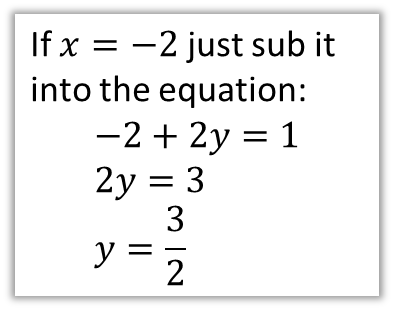 If x = −2 just sub it
into the equation:
−2 + 2y = 1
2y = 3
y = 3/2